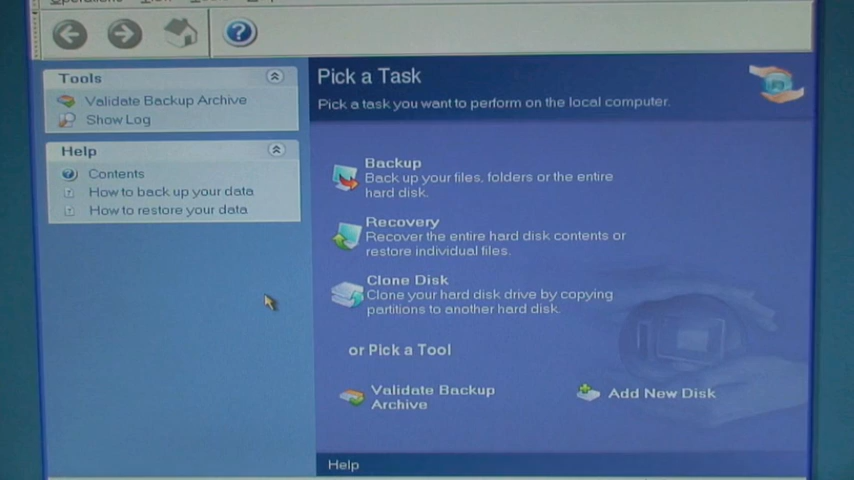 Tools
Validate Backup Archive
Show Log
Help
Contents
How to back up your data
How to restore your data
Pick a Task
Pick a task you want to perform on the local computer.
Backup
Back up your files, folders or the entire
hard disk.
Recovery
Recover the entire hard disk contents or
restore individual files.
Clone Disk
Clone your hard disk drive by copying
partitions to another hard disk.
or Pick a Tool
Validate Backup
Archive
Add New Disk
Help